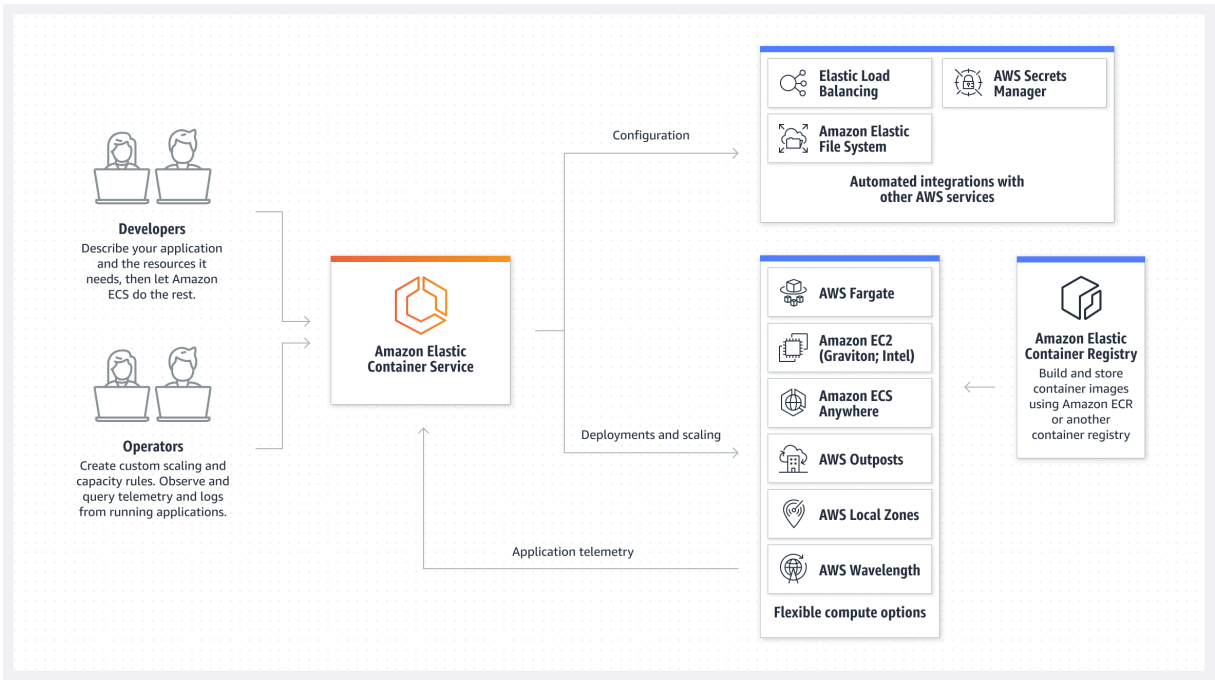 Developers
Describe your application
and the resources it
needs, then let Amazon
ECS do the rest.
Operators
Create custom scaling and
capacity rules. Observe and
query telemetry and logs
from running applications.
Amazon Elastic
Container Service
Configuration
Deployments and scaling
Application telemetry
Elastic Load
Balancing
AWS Secrets
Manager
Amazon Elastic
File System
Automated integrations with
other AWS services
AWS Fargate
Amazon EC2
(Graviton; Intel)
Amazon ECS
Anywhere
AWS Outposts
AWS Local Zones
AWS Wavelength
Flexible compute options
Amazon Elastic
Container Registry
Build and store
container images
using Amazon ECR
or another
container registry